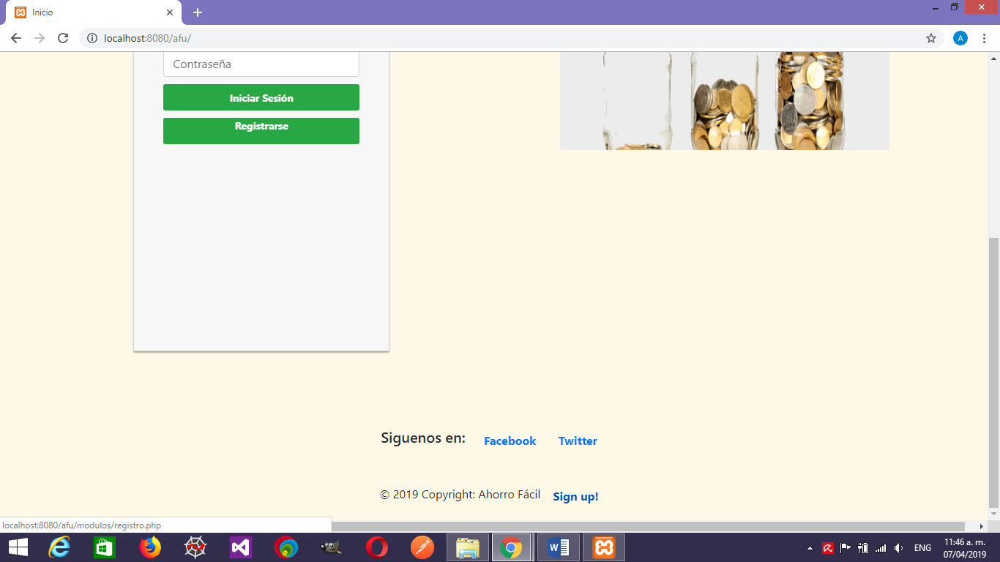 Inicio
localhost:8080/afu/
A
Contraseña
Iniciar Sesión
Registrarse
Siguenos en: Facebook Twitter
© 2019 Copyright: Ahorro Fácil Sign up!
localhost:8080/afu/modulos/registro.php
ENG
11:46 a. m.
07/04/2019